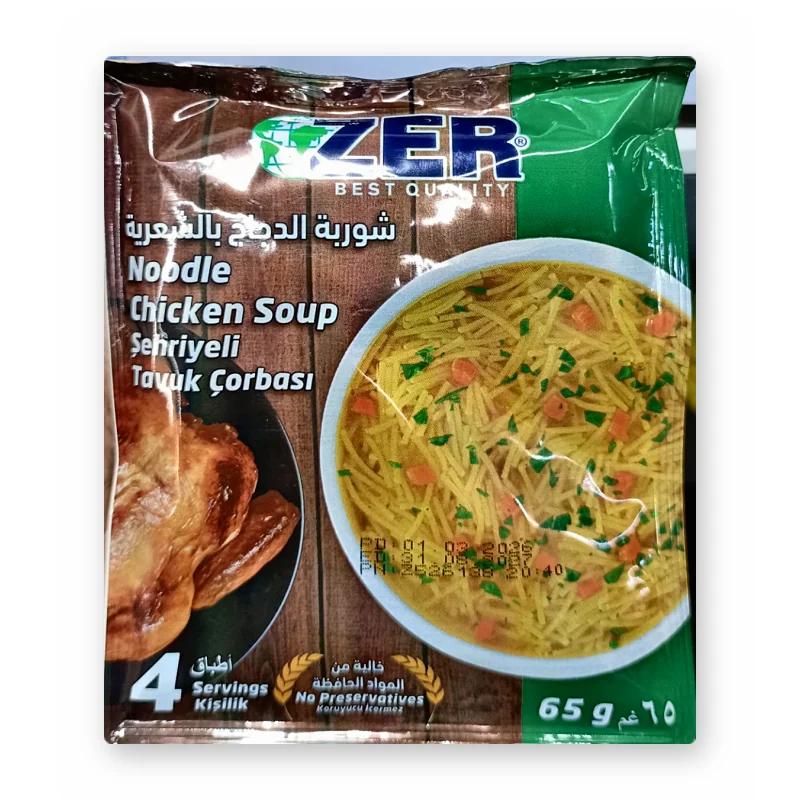 ZER®
BEST QUALITY
شوربة الدجاج بالشعرية
Noodle
Chicken Soup
Şehriyeli
Tavuk Çorbası
4
أطباق
Servings
Kişilik
خالية من
المواد الحافظة
No Preservatives
Koruyucu İçermez
65 g ٦٥ غم